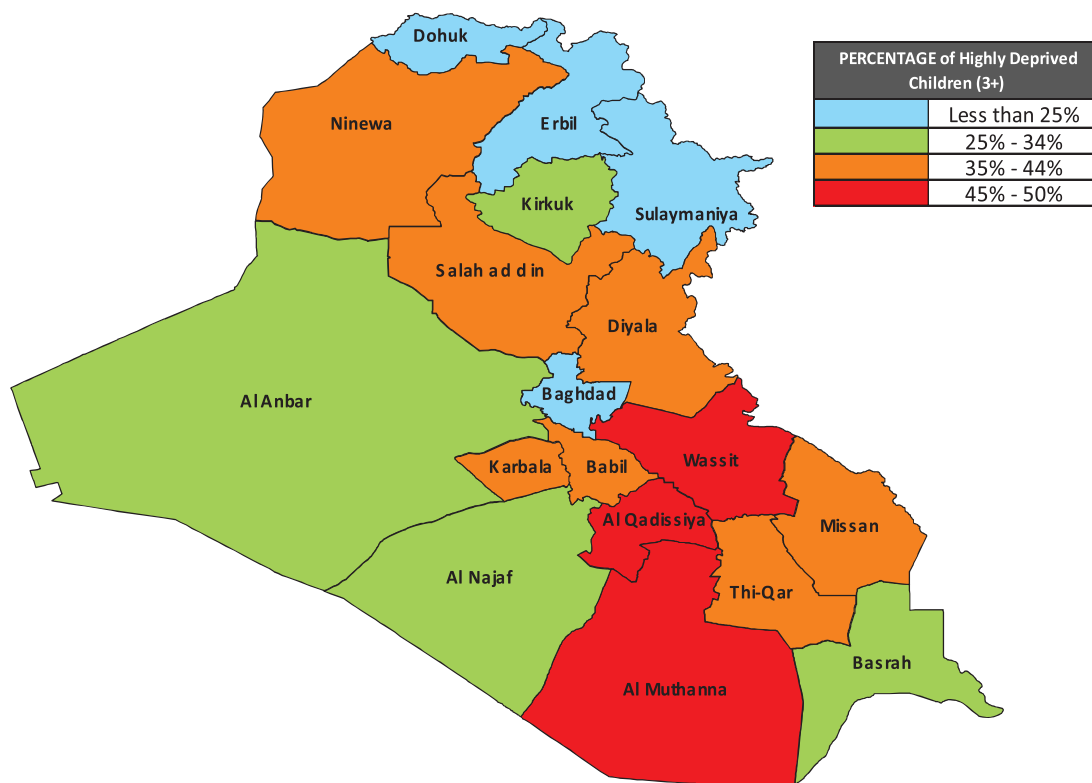 Dohuk
PERCENTAGE of Highly Deprived
Children (3+)
Less than 25%
25% - 34%
35% - 44%
45% - 50%
Ninewa
Erbil
Kirkuk
Sulaymaniya
Salah ad din
Diyala
Baghdad
Al Anbar
Karbala
Babil
Wassit
Al Qadissiya
Missan
Al Najaf
Thi-Qar
Basrah
Al Muthanna